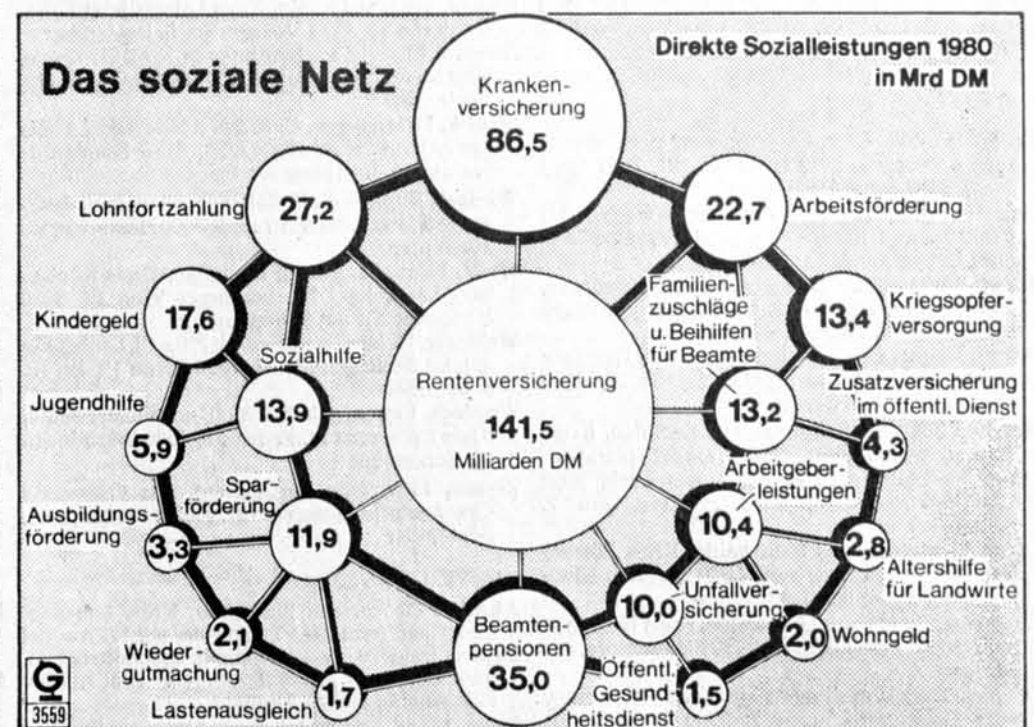 Das soziale Netz
Direkte Sozialleistungen 1980
in Mrd DM
Kranken-
versicherung
86,5
Lohnfortzahlung
27,2
22,7
Arbeitsförderung
Kindergeld
17,6
Familien-
zuschläge
u. Beihilfen
für Beamte
13,4
Kriegsopfer-
versorgung
Sozialhilfe
13,9
Rentenversicherung
141,5
Milliarden DM
13,2
Zusatzversicherung
im öffentl. Dienst
4,3
Jugendhilfe
5,9
Spar-
förderung
11,9
Arbeitgeber-
leistungen
10,4
Ausbildungs-
förderung
3,3
2,8
Altershilfe
für Landwirte
Unfallver-
sicherung
10,0
2,1
Wieder-
gutmachung
Beamten-
pensionen
35,0
2,0
Wohngeld
Lastenausgleich
1,7
Öffentl.
Gesund-
heitsdienst
1,5
G
3559